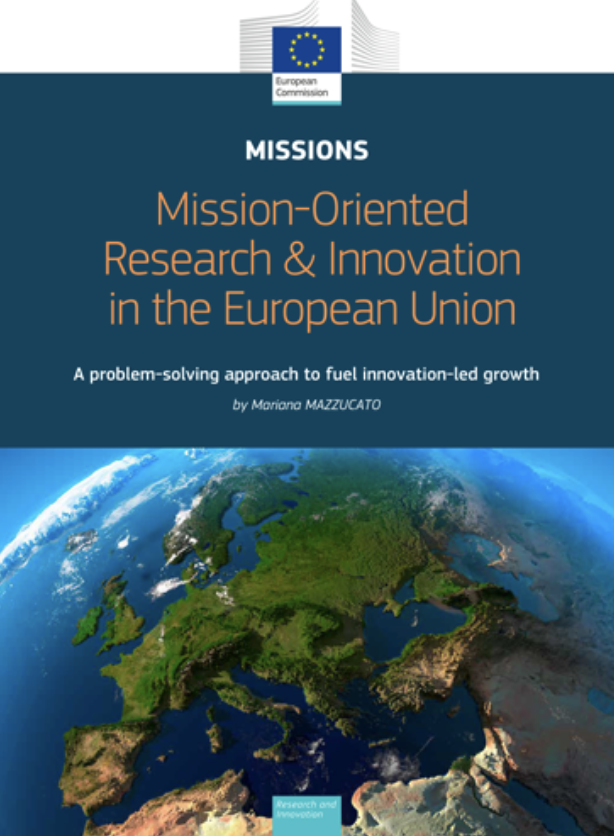 European
Commission
MISSIONS
Mission-Oriented
Research & Innovation
in the European Union
A problem-solving approach to fuel innovation-led growth
by Mariana MAZZUCATO
Research and
Innovation